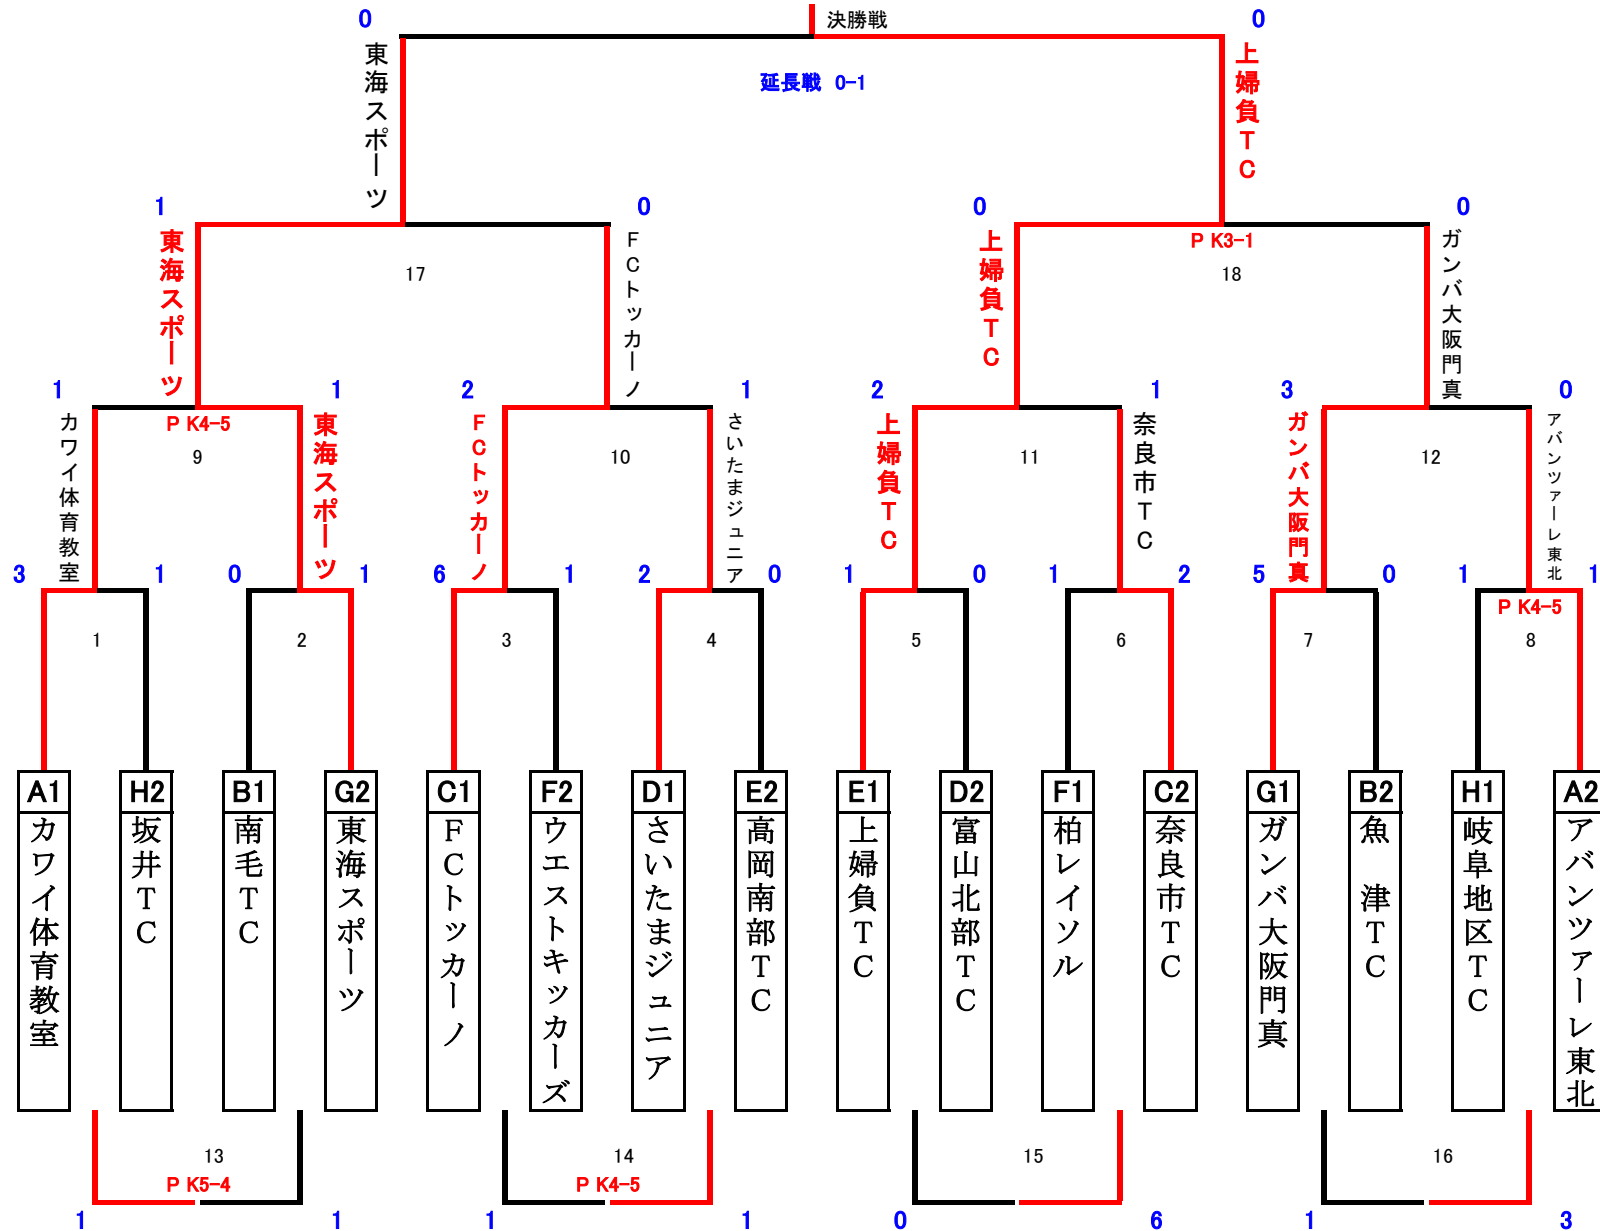 決勝戦
0
0
東海スポーツ
上婦負TC
延長戦 0-1
1
0
0
0
東海スポーツ
FCトッカーノ
上婦負TC
ガンバ大阪門真
P K3-1
17
18
1
1
2
1
2
1
3
0
カワイ体育教室
東海スポーツ
FCトッカーノ
さいたまジュニア
上婦負TC
奈良市TC
ガンバ大阪門真
アバンツァーレ東北
P K4-5
9
10
11
12
3
1
0
1
6
1
2
0
1
0
1
2
5
0
1
1
P K4-5
1
2
3
4
5
6
7
8
A1
H2
B1
G2
C1
F2
D1
E2
E1
D2
F1
C2
G1
B2
H1
A2
カワイ体育教室
坂井TC
南毛TC
東海スポーツ
FCトッカーノ
ウエストキッカーズ
さいたまジュニア
高岡南部TC
上婦負TC
富山北部TC
柏レイソル
奈良市TC
ガンバ大阪門真
魚　津TC
岐阜地区TC
アバンツァーレ東北
13
14
15
16
P K5-4
P K4-5
1
1
1
1
0
6
1
3